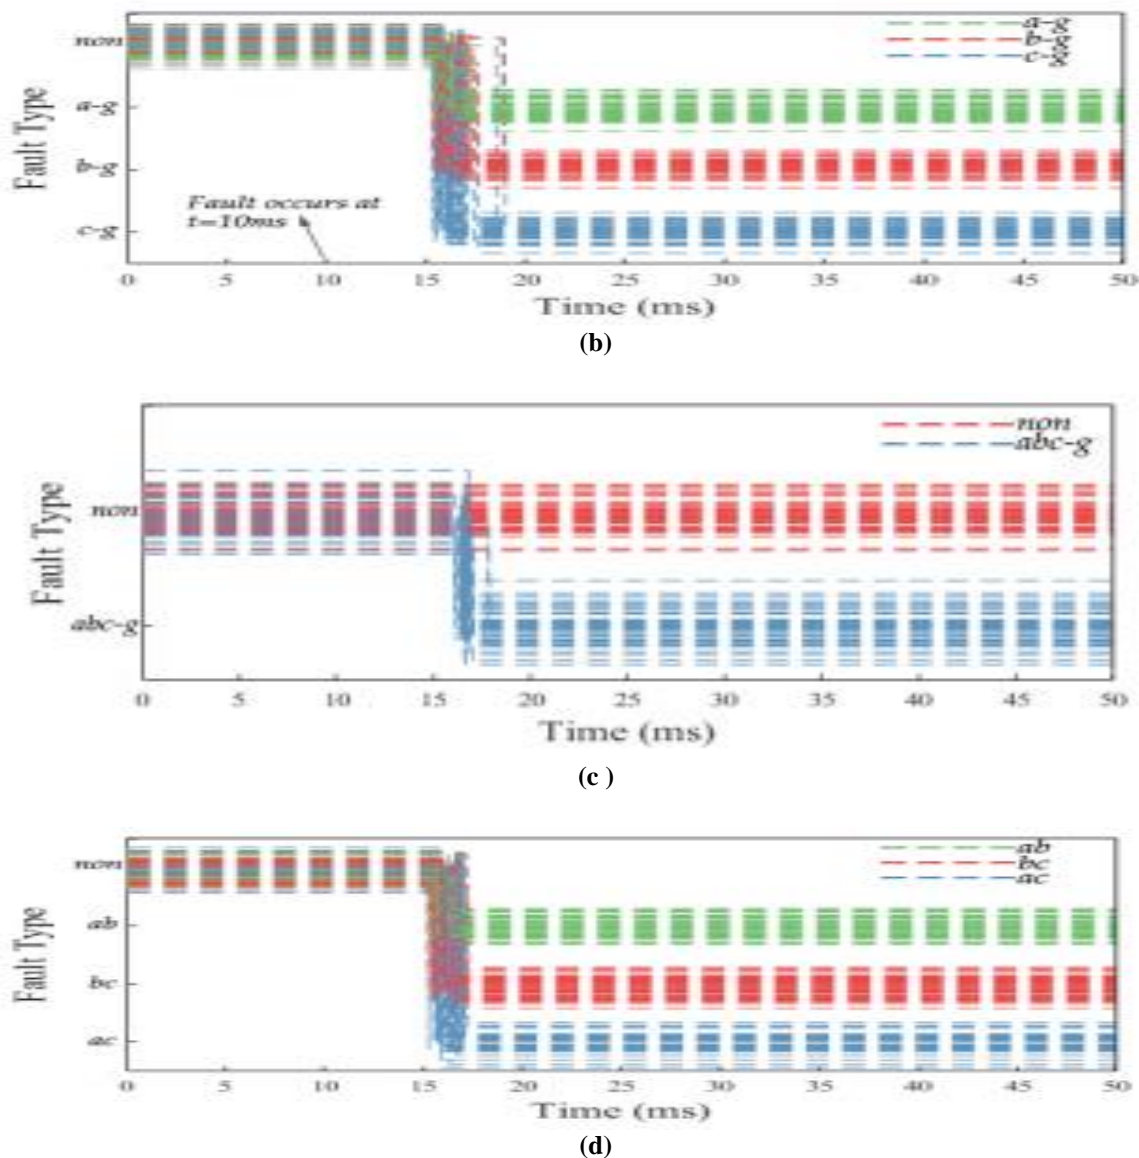 a-g
b-g
c-g
non
a-g
b-g
c-g
Fault Type
Fault occurs at
t=10ms
0 5 10 15 20 25 30 35 40 45 50
Time (ms)
(b)
non
abc-g
non
abc-g
Fault Type
0 5 10 15 20 25 30 35 40 45 50
Time (ms)
(c )
ab
bc
ac
non
ab
bc
ac
Fault Type
0 5 10 15 20 25 30 35 40 45 50
Time (ms)
(d)